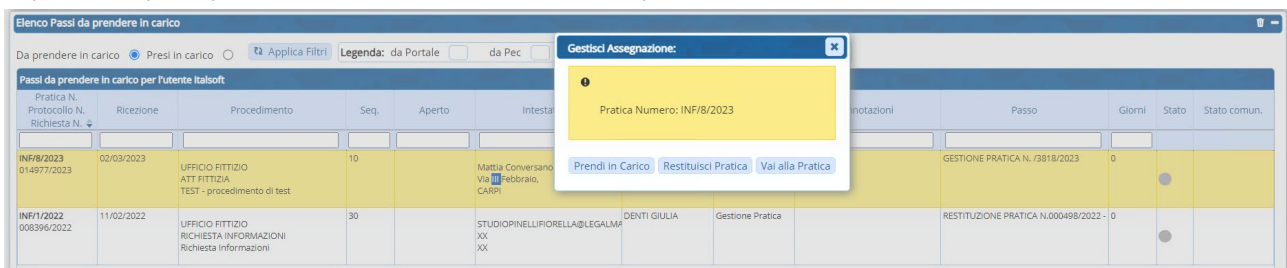 Elenco Passi da prendere in carico
Da prendere in carico Presi in carico Applica Filtri Legenda: da Portale da Pec
Gestisci Assegnazione:
Pratica Numero: INF/8/2023
Prendi in Carico Restituisci Pratica Vai alla Pratica
Passi da prendere in carico per l'utente italsoft
Pratica N.
Protocollo N.
Richiesta N.
Ricezione
Procedimento
Seq.
Aperto
Passo
Giorni
Stato
Stato comun.
INF/8/2023
014977/2023
02/03/2023
UFFICIO FITTIZIO
ATT FITTIZIA
TEST - procedimento di test
10
Mattia Conversano
Via III Febbraio,
CARPI
GESTIONE PRATICA N. /3818/2023
0
INF/1/2022
008396/2022
11/02/2022
UFFICIO FITTIZIO
RICHIESTA INFORMAZIONI
Richiesta Informazioni
30
STUDIOPINELLIFIORELLA@LEGALMA
XX
XX
DENTI GIULIA
Gestione Pratica
RESTITUZIONE PRATICA N.000498/2022 -
0